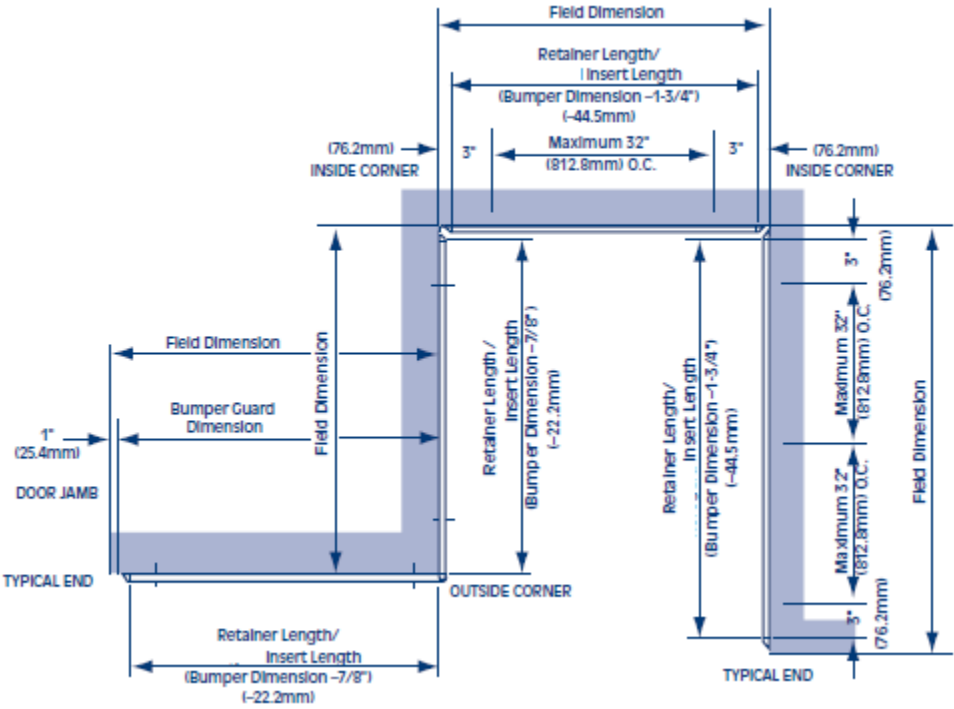 Field Dimension
Retainer Length/
Insert Length
(Bumper Dimension –1-3/4")
(–44.5mm)
(76.2mm)
INSIDE CORNER
3"
Maximum 32"
(812.8mm) O.C.
3"
(76.2mm)
INSIDE CORNER
3"
(76.2mm)
Maximum 32"
(812.8mm) O.C.
Maximum 32"
(812.8mm) O.C.
3"
(76.2mm)
Field Dimension
Field Dimension
Field Dimension
Bumper Guard
Dimension
1"
(25.4mm)
DOOR JAMB
Retainer Length/
Insert Length
(Bumper Dimension –7/8")
(–22.2mm)
Retainer Length/
Insert Length
(Bumper Dimension –1-3/4")
(–44.5mm)
TYPICAL END
OUTSIDE CORNER
Retainer Length/
Insert Length
(Bumper Dimension –7/8")
(–22.2mm)
TYPICAL END